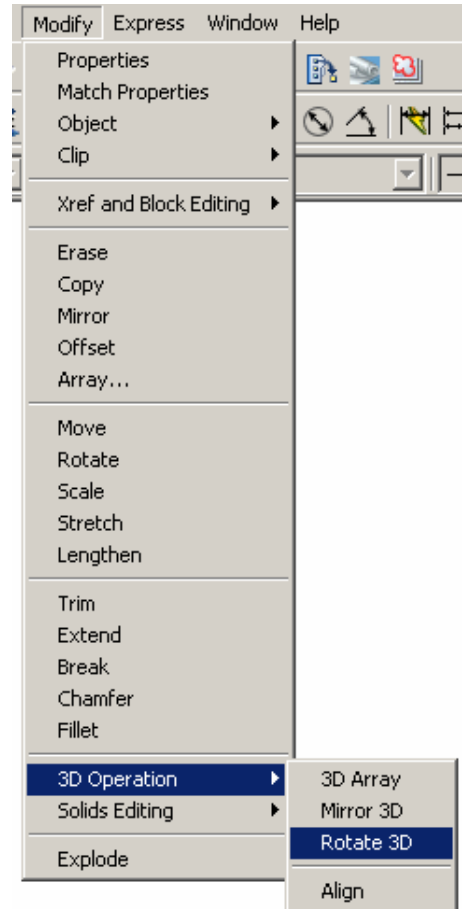 Modify Express Window Help
Properties
Match Properties
Object
Clip
Xref and Block Editing
Erase
Copy
Mirror
Offset
Array...
Move
Rotate
Scale
Stretch
Lengthen
Trim
Extend
Break
Chamfer
Fillet
3D Operation
Solids Editing
Explode
3D Array
Mirror 3D
Rotate 3D
Align